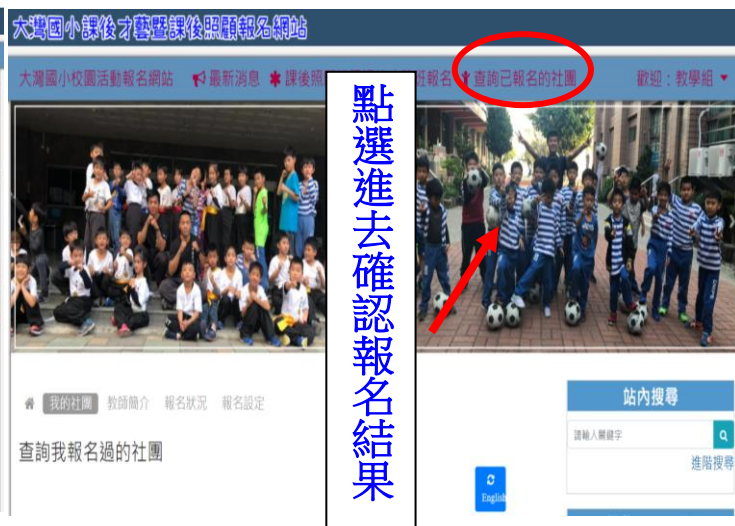 大灣國小課後才藝暨課後照顧報名網站
大灣國小校園活動報名網站 最新消息 課後照 班報名 查詢已報名的社團 歡迎：教學組
點選進去確認報名結果
我的社團 教師簡介 報名狀況 報名設定
查詢我報名過的社團
站內搜尋
請輸入關鍵字
進階搜尋
English